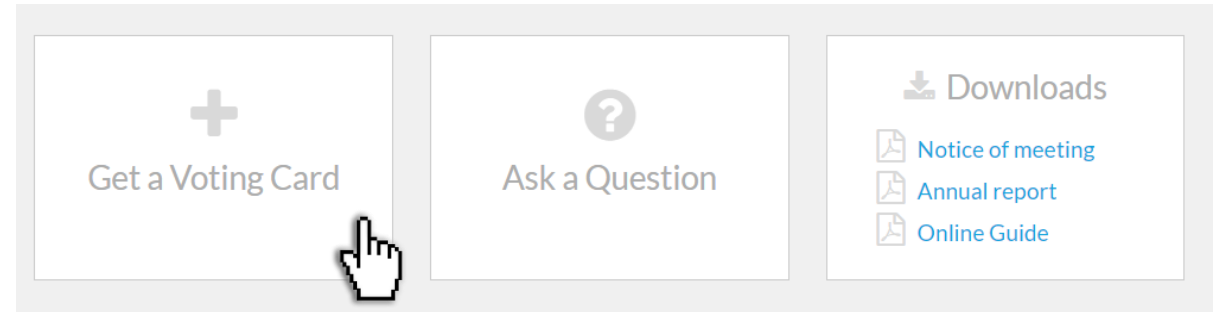 Get a Voting Card
Ask a Question
Downloads
Notice of meeting
Annual report
Online Guide